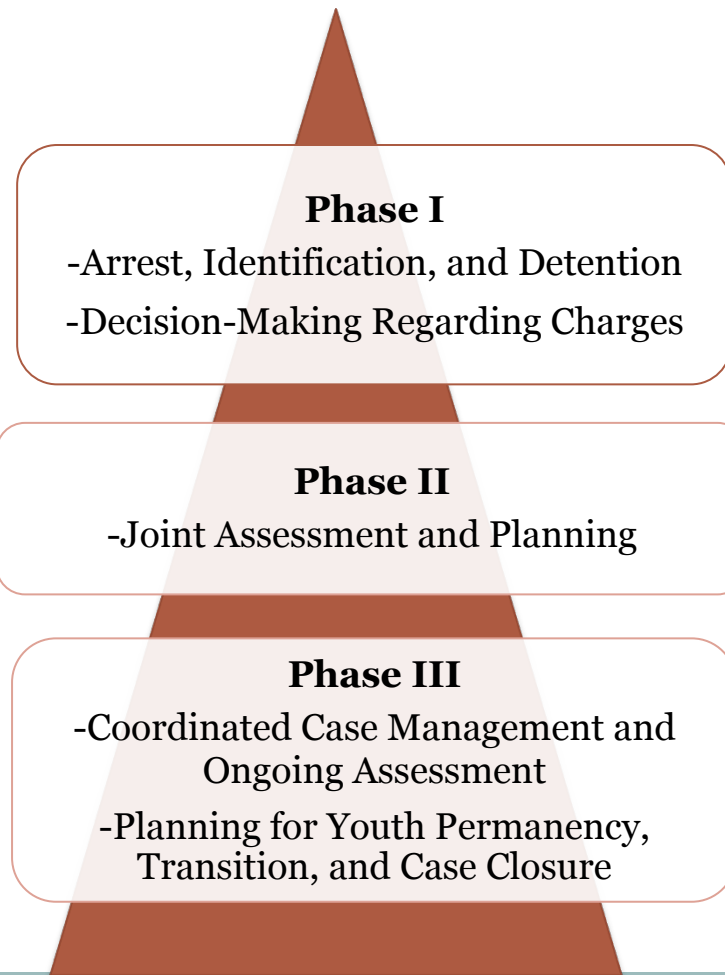 Phase I
-Arrest, Identification, and Detention
-Decision-Making Regarding Charges
Phase II
-Joint Assessment and Planning
Phase III
-Coordinated Case Management and
Ongoing Assessment
-Planning for Youth Permanency,
Transition, and Case Closure